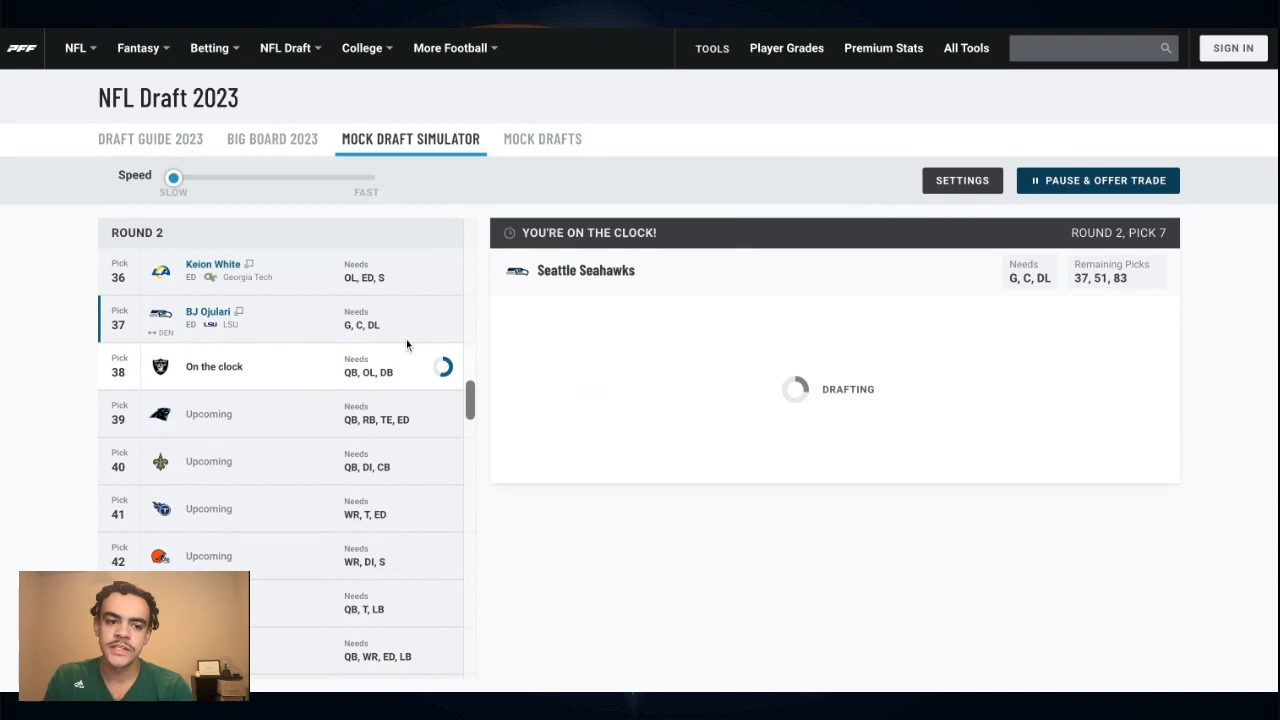 PFF
NFL
Fantasy
Betting
NFL Draft
College
More Football
TOOLS
Player Grades
Premium Stats
All Tools
SIGN IN
NFL Draft 2023
DRAFT GUIDE 2023
BIG BOARD 2023
MOCK DRAFT SIMULATOR
MOCK DRAFTS
Speed
SLOW
FAST
SETTINGS
PAUSE & OFFER TRADE
ROUND 2
Pick
36
Keion White
ED Georgia Tech
Needs
OL, ED, S
Pick
37
DEN
BJ Ojulari
ED LSU LSU
Needs
G, C, DL
Pick
38
On the clock
Needs
QB, OL, DB
Pick
39
Upcoming
Needs
QB, RB, TE, ED
Pick
40
Upcoming
Needs
QB, DI, CB
Pick
41
Upcoming
Needs
WR, T, ED
Pick
42
Upcoming
Needs
WR, DI, S
Needs
QB, T, LB
Needs
QB, WR, ED, LB
YOU'RE ON THE CLOCK!
ROUND 2, PICK 7
Seattle Seahawks
Needs
G, C, DL
Remaining Picks
37, 51, 83
DRAFTING